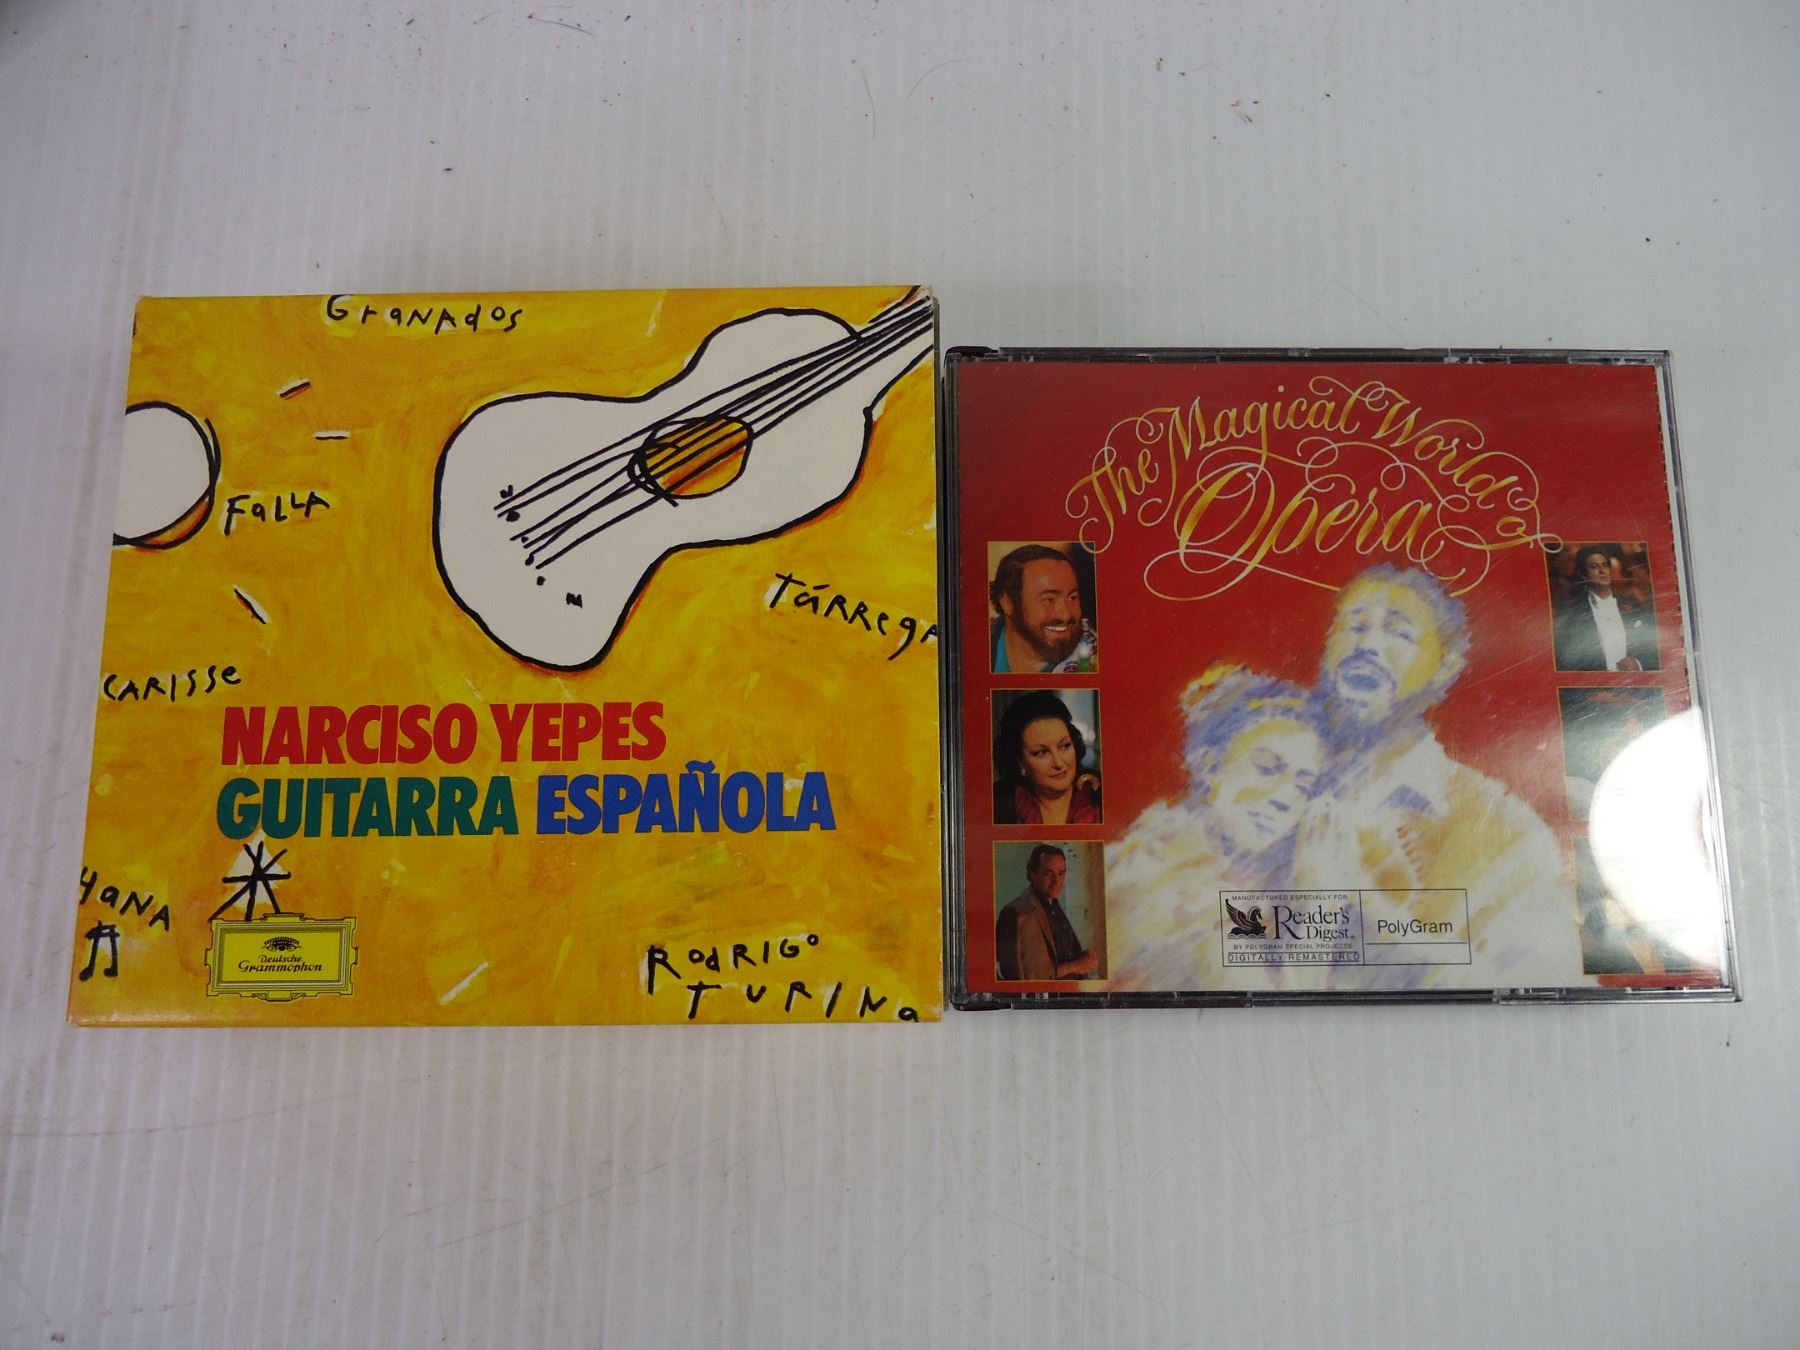 GraNAdos
FaLLA
TáRRegA
CARISSE
NARCISO YEPES
GUITARRA ESPAÑOLA
YaNA
Deutsche
Grammophon
RodRIGo
TURINa
The Magical World of
Opera
MANUFACTURED ESPECIALLY FOR
Reader's
Digest
BY POLYGRAM SPECIAL PROJECTS
DIGITALLY REMASTERED
PolyGram